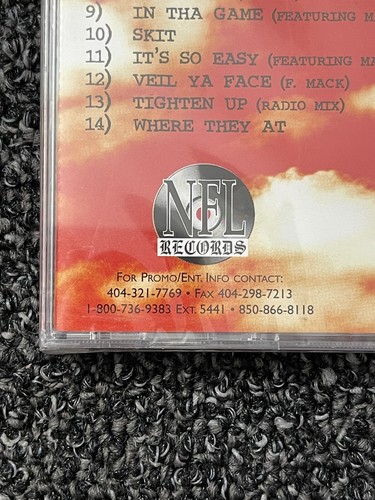 9) IN THA GAME (FEATURING
10) SKIT
11) IT'S SO EASY (FEATURING
12) VEIL YA FACE (F. MACK)
13) TIGHTEN UP (RADIO MIX)
14) WHERE THEY AT
NFL
RECORDS
FOR PROMO/ENT. INFO CONTACT:
404-321-7769 • FAX 404-298-7213
1-800-736-9383 EXT. 5441 • 850-866-8118